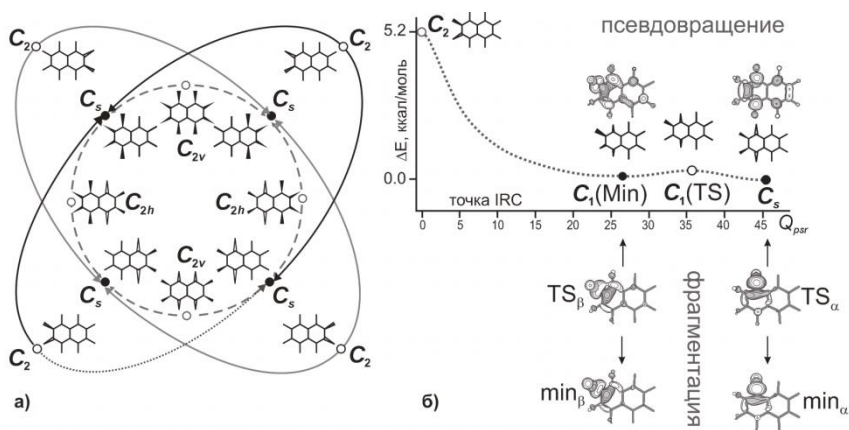 C₂
C₂
Cₛ
Cₛ
C₂ᵥ
C₂ₕ
C₂ₕ
C₂ᵥ
Cₛ
Cₛ
C₂
C₂
а)
псевдовращение
5.2
C₂
ΔE, ккал/моль
0.0
C₁(Min)
C₁(TS)
Cₛ
точка IRC
0 5 10 15 20 25 30 35 40 45 Qpsr
TSβ
TSα
фрагментация
minβ
minα
б)